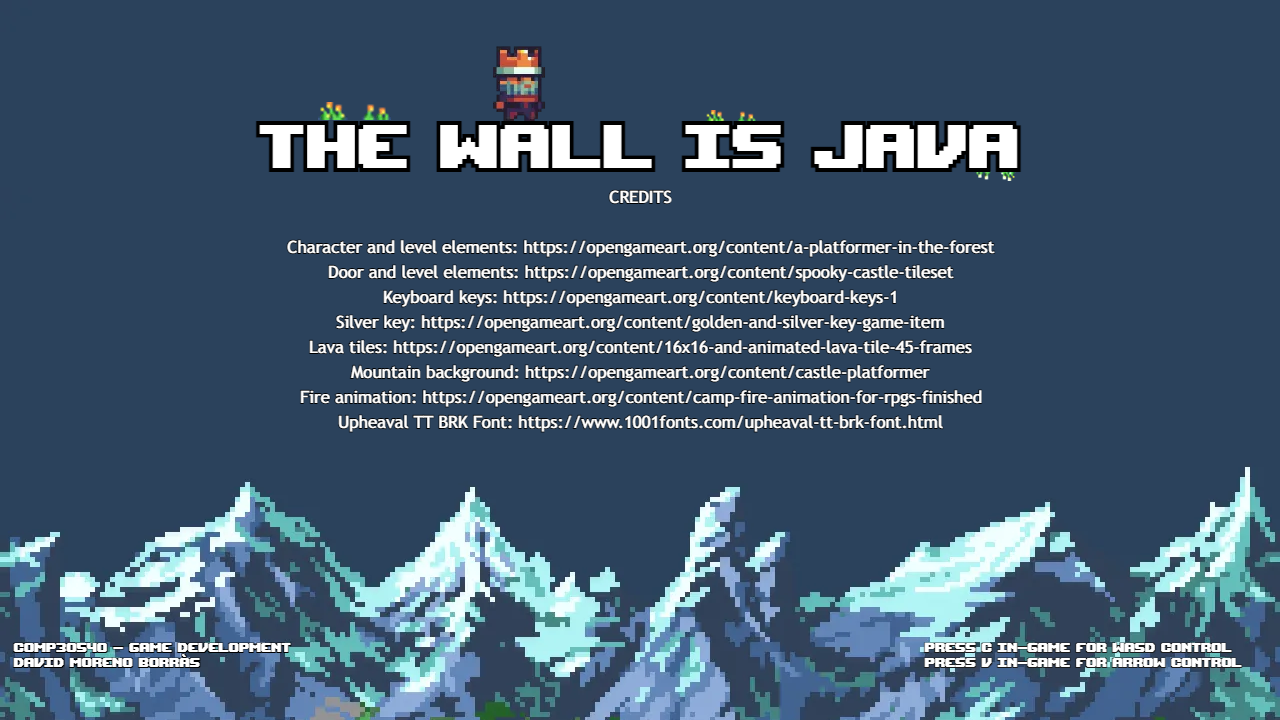 THE WALL IS JAVA
CREDITS
Character and level elements: https://opengameart.org/content/a-platformer-in-the-forest
Door and level elements: https://opengameart.org/content/spooky-castle-tileset
Keyboard keys: https://opengameart.org/content/keyboard-keys-1
Silver key: https://opengameart.org/content/golden-and-silver-key-game-item
Lava tiles: https://opengameart.org/content/16x16-and-animated-lava-tile-45-frames
Mountain background: https://opengameart.org/content/castle-platformer
Fire animation: https://opengameart.org/content/camp-fire-animation-for-rpgs-finished
Upheaval TT BRK Font: https://www.1001fonts.com/upheaval-tt-brk-font.html
COMP30540 - GAME DEVELOPMENT
DAVID MORENO BORRÀS
PRESS C IN-GAME FOR WASD CONTROL
PRESS V IN-GAME FOR ARROW CONTROL